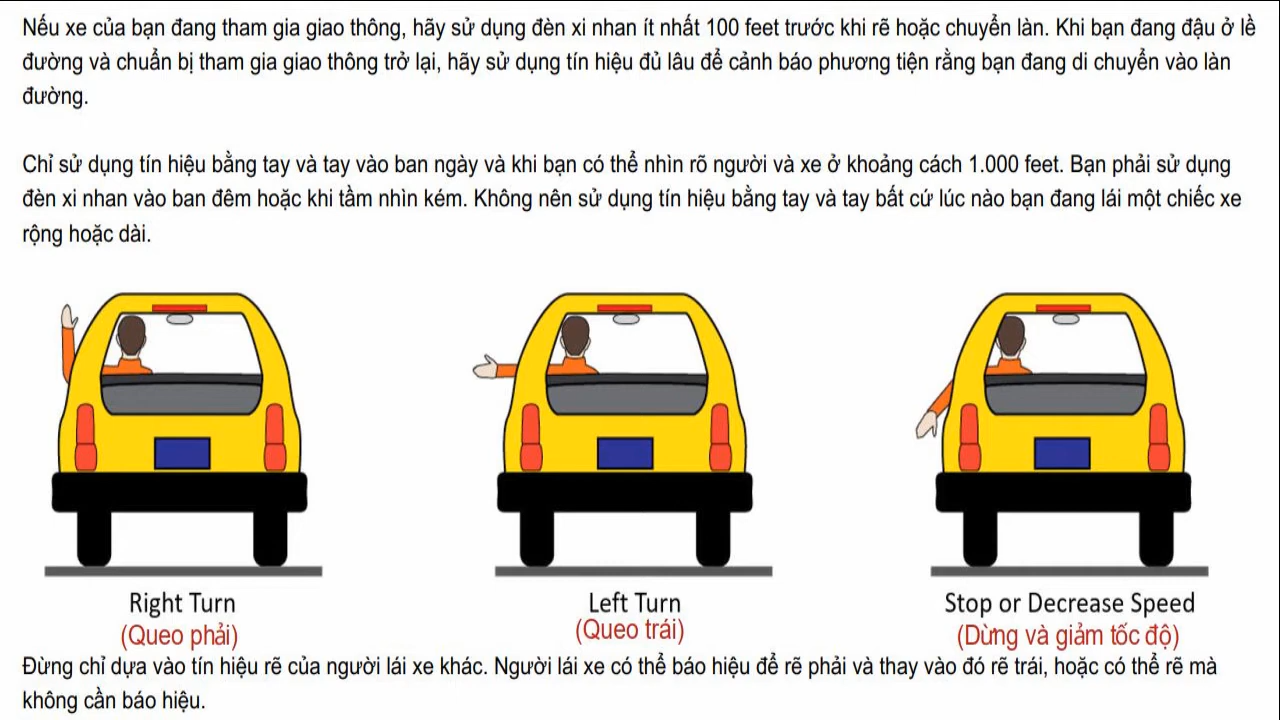 Nếu xe của bạn đang tham gia giao thông, hãy sử dụng đèn xi nhan ít nhất 100 feet trước khi rẽ hoặc chuyển làn. Khi bạn đang đậu ở lề
đường và chuẩn bị tham gia giao thông trở lại, hãy sử dụng tín hiệu đủ lâu để cảnh báo phương tiện rằng bạn đang di chuyển vào làn
đường.
Chỉ sử dụng tín hiệu bằng tay và tay vào ban ngày và khi bạn có thể nhìn rõ người và xe ở khoảng cách 1.000 feet. Bạn phải sử dụng
đèn xi nhan vào ban đêm hoặc khi tầm nhìn kém. Không nên sử dụng tín hiệu bằng tay và tay bất cứ lúc nào bạn đang lái một chiếc xe
rộng hoặc dài.
Right Turn
(Queo phải)
Left Turn
(Queo trái)
Stop or Decrease Speed
(Dừng và giảm tốc độ)
Đừng chỉ dựa vào tín hiệu rẽ của người lái xe khác. Người lái xe có thể báo hiệu để rẽ phải và thay vào đó rẽ trái, hoặc có thể rẽ mà
không cần báo hiệu.